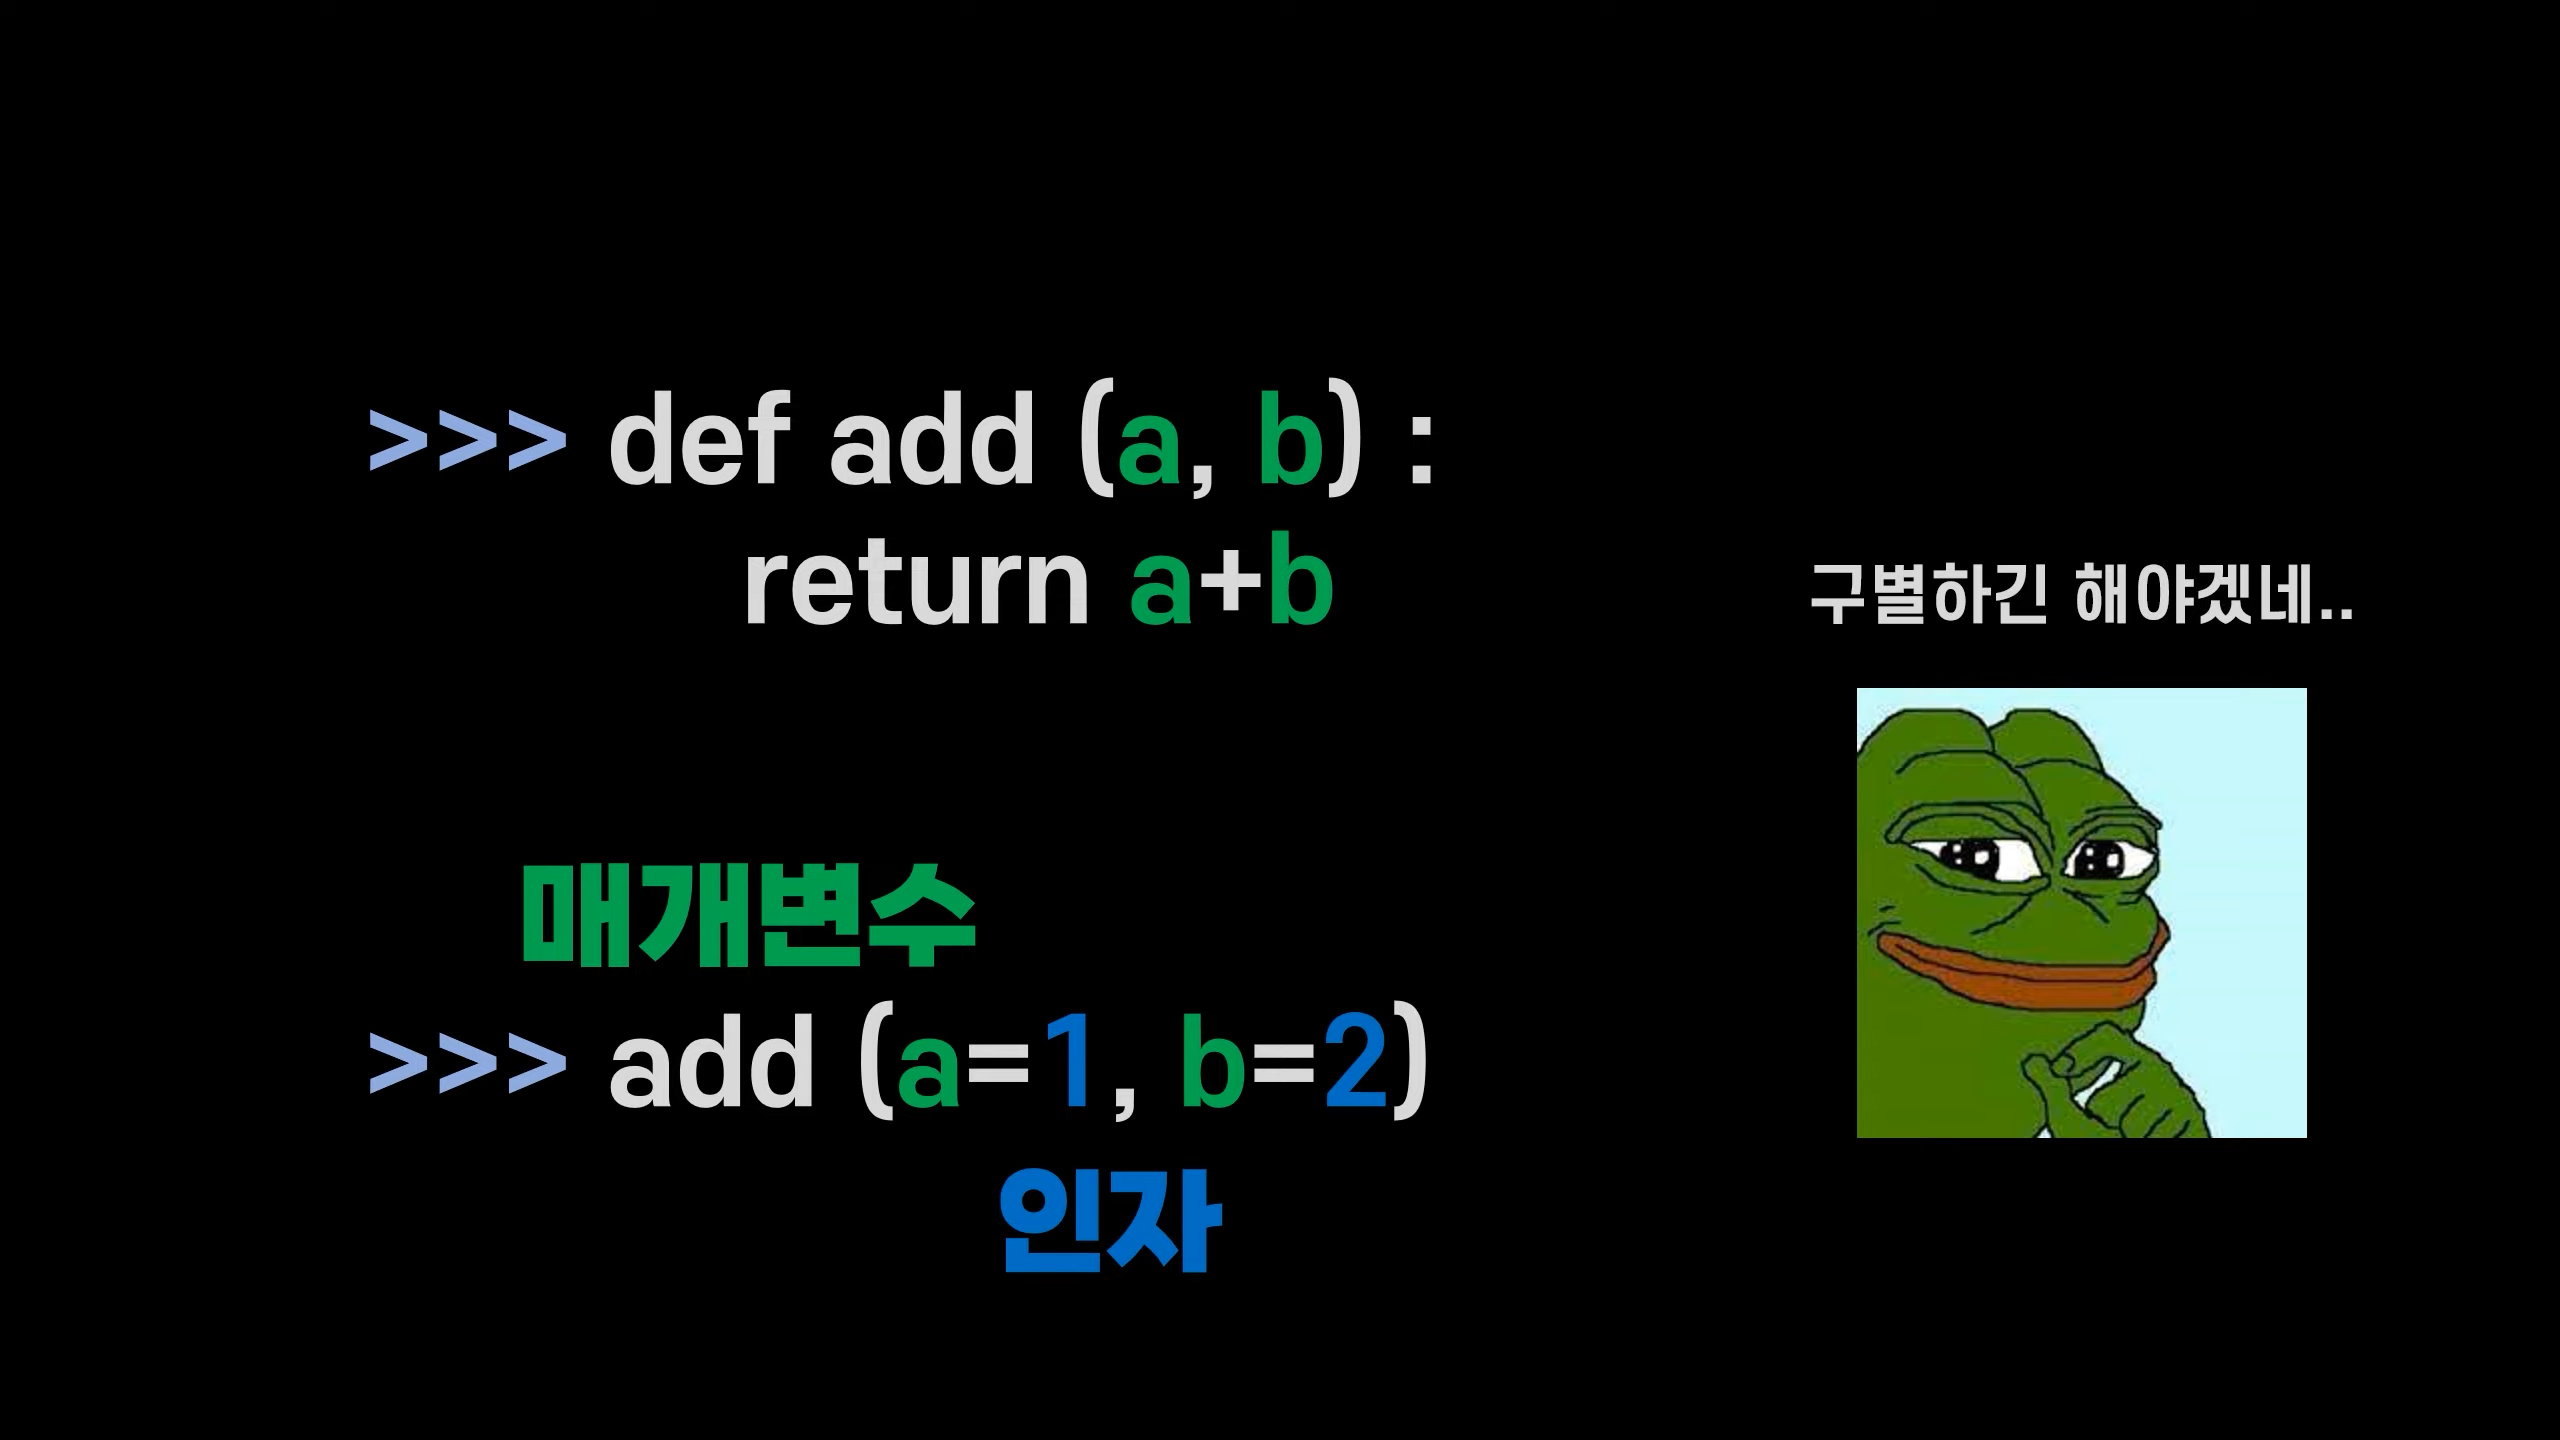 >>> def add (a, b) :
return a+b
구별하긴 해야겠네..
매개변수
>>> add (a=1, b=2)
인자